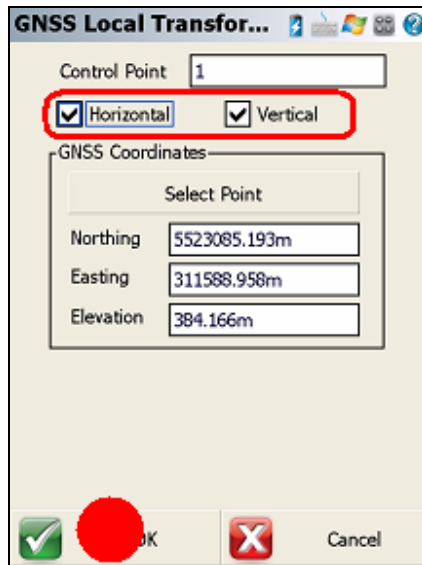 GNSS Local Transfor...
Control Point 1
Horizontal Vertical
GNSS Coordinates
Select Point
Northing 5523085.193m
Easting 311588.958m
Elevation 384.166m
Cancel